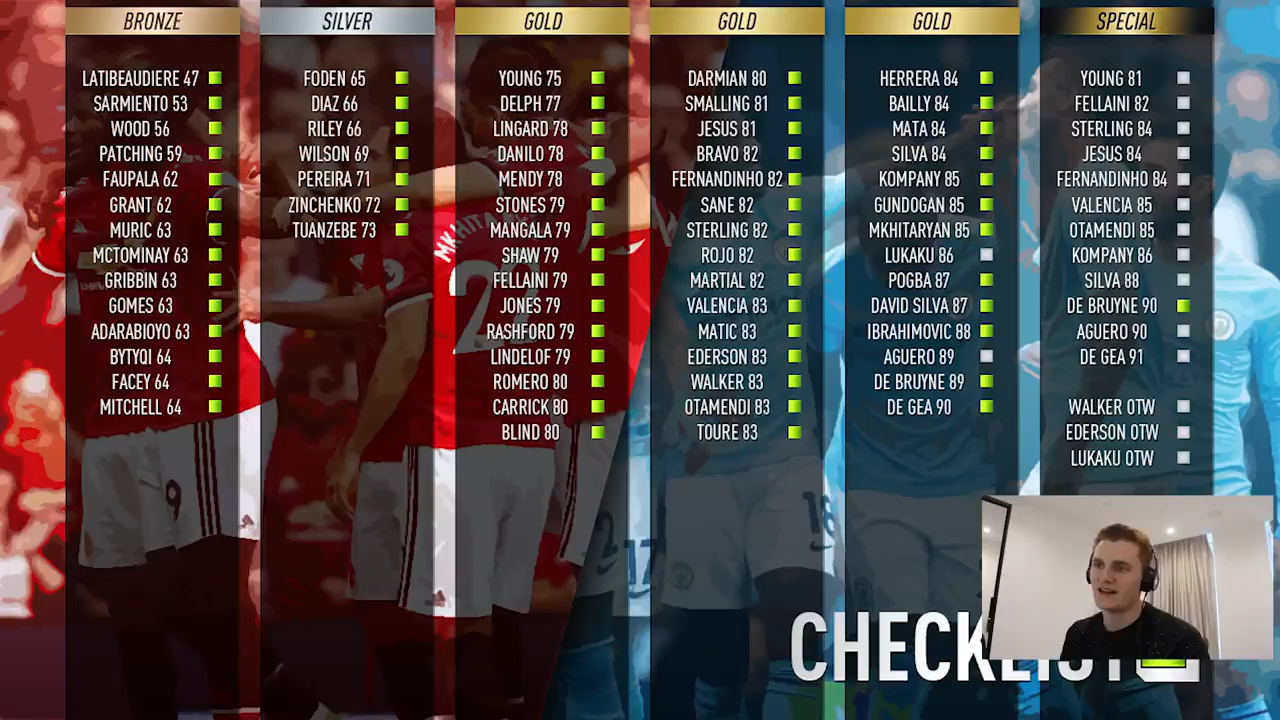 BRONZE
LATIBEAUDIERE 47
SARMIENTO 53
WOOD 56
PATCHING 59
FAUPALA 62
GRANT 62
MURIC 63
MCTOMINAY 63
GRIBBIN 63
GOMES 63
ADARABIOYO 63
BYTYQI 64
FACEY 64
MITCHELL 64
SILVER
FODEN 65
DIAZ 66
RILEY 66
WILSON 69
PEREIRA 71
ZINCHENKO 72
TUANZEBE 73
GOLD
YOUNG 75
DELPH 77
LINGARD 78
DANILO 78
MENDY 78
STONES 79
MANGALA 79
SHAW 79
FELLAINI 79
JONES 79
RASHFORD 79
LINDELOF 79
ROMERO 80
CARRICK 80
BLIND 80
GOLD
DARMIAN 80
SMALLING 81
JESUS 81
BRAVO 82
FERNANDINHO 82
SANE 82
STERLING 82
ROJO 82
MARTIAL 82
VALENCIA 83
MATIC 83
EDERSON 83
WALKER 83
OTAMENDI 83
TOURE 83
GOLD
HERRERA 84
BAILLY 84
MATA 84
SILVA 84
KOMPANY 85
GUNDOGAN 85
MKHITARYAN 85
LUKAKU 86
POGBA 87
DAVID SILVA 87
IBRAHIMOVIC 88
AGUERO 89
DE BRUYNE 89
DE GEA 90
SPECIAL
YOUNG 81
FELLAINI 82
STERLING 84
JESUS 84
FERNANDINHO 84
VALENCIA 85
OTAMENDI 85
KOMPANY 86
SILVA 88
DE BRUYNE 90
AGUERO 90
DE GEA 91
WALKER OTW
EDERSON OTW
LUKAKU OTW
CHECKLIST
9